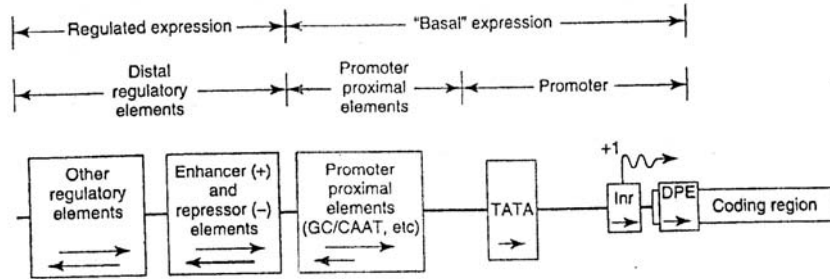 Regulated expression
"Basal" expression
Distal
regulatory
elements
Promoter
proximal
elements
Promoter
Other
regulatory
elements
Enhancer (+)
and
repressor (–)
elements
Promoter
proximal
elements
(GC/CAAT, etc)
TATA
+1
Inr
DPE
Coding region